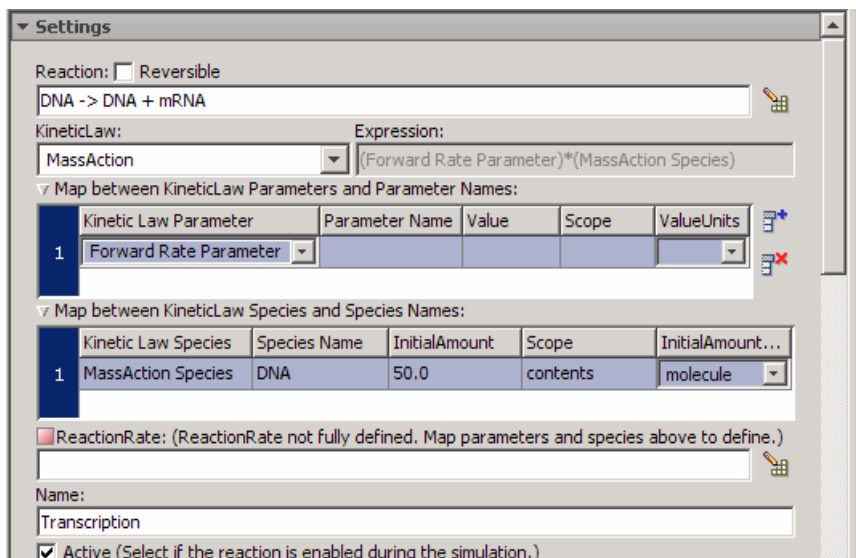 Settings
Reaction: Reversible
DNA -> DNA + mRNA
KineticLaw: Expression:
MassAction (Forward Rate Parameter)*(MassAction Species)
Map between KineticLaw Parameters and Parameter Names:
Kinetic Law Parameter Parameter Name Value Scope ValueUnits
1 Forward Rate Parameter
Map between KineticLaw Species and Species Names:
Kinetic Law Species Species Name InitialAmount Scope InitialAmount...
1 MassAction Species DNA 50.0 contents molecule
ReactionRate: (ReactionRate not fully defined. Map parameters and species above to define.)
Name:
Transcription
Active (Select if the reaction is enabled during the simulation.)